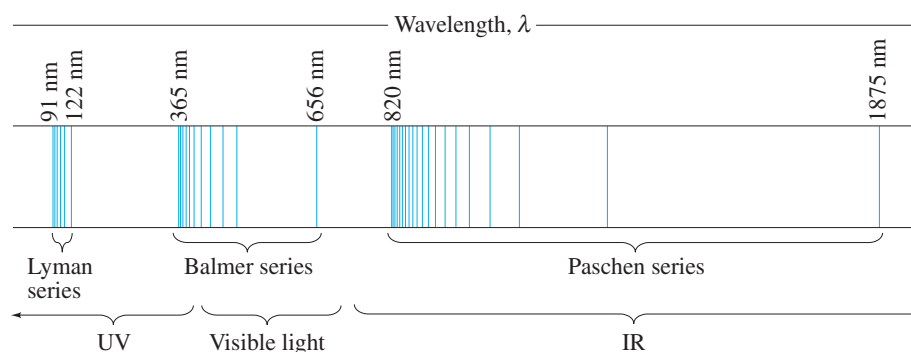 Wavelength, λ
91 nm
122 nm
365 nm
656 nm
820 nm
1875 nm
Lyman
series
Balmer series
Paschen series
UV
Visible light
IR